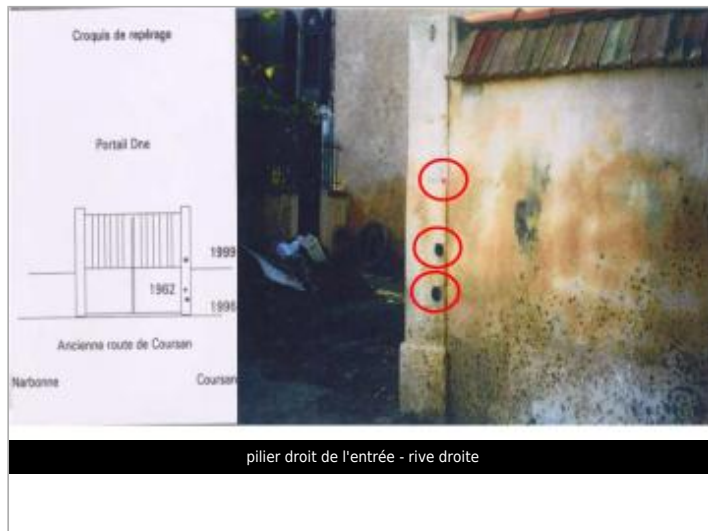 Croquis de repérage
Portail Dne
1999
1962
1996
Ancienne route de Coursan
Narbonne
Coursan
pilier droit de l'entrée - rive droite